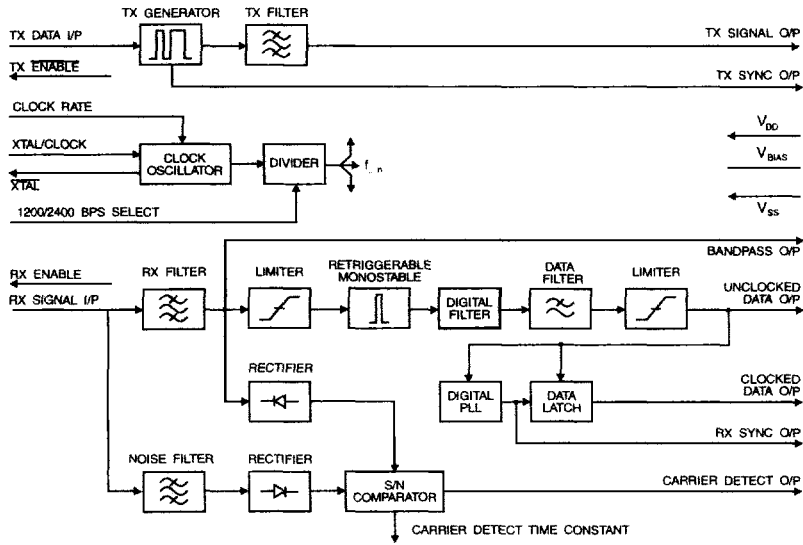 TX GENERATOR
TX FILTER
TX DATA I/P
TX SIGNAL O/P
TX ENABLE
TX SYNC O/P
CLOCK RATE
XTAL/CLOCK
CLOCK
OSCILLATOR
DIVIDER
XTAL
1200/2400 BPS SELECT
VDD
VBIAS
VSS
BANDPASS O/P
RX ENABLE
RX FILTER
LIMITER
RETRIGGERABLE
MONOSTABLE
DATA
FILTER
LIMITER
RX SIGNAL I/P
DIGITAL
FILTER
UNCLOCKED
DATA O/P
RECTIFIER
DIGITAL
PLL
DATA
LATCH
CLOCKED
DATA O/P
RX SYNC O/P
NOISE FILTER
RECTIFIER
S/N
COMPARATOR
CARRIER DETECT O/P
CARRIER DETECT TIME CONSTANT